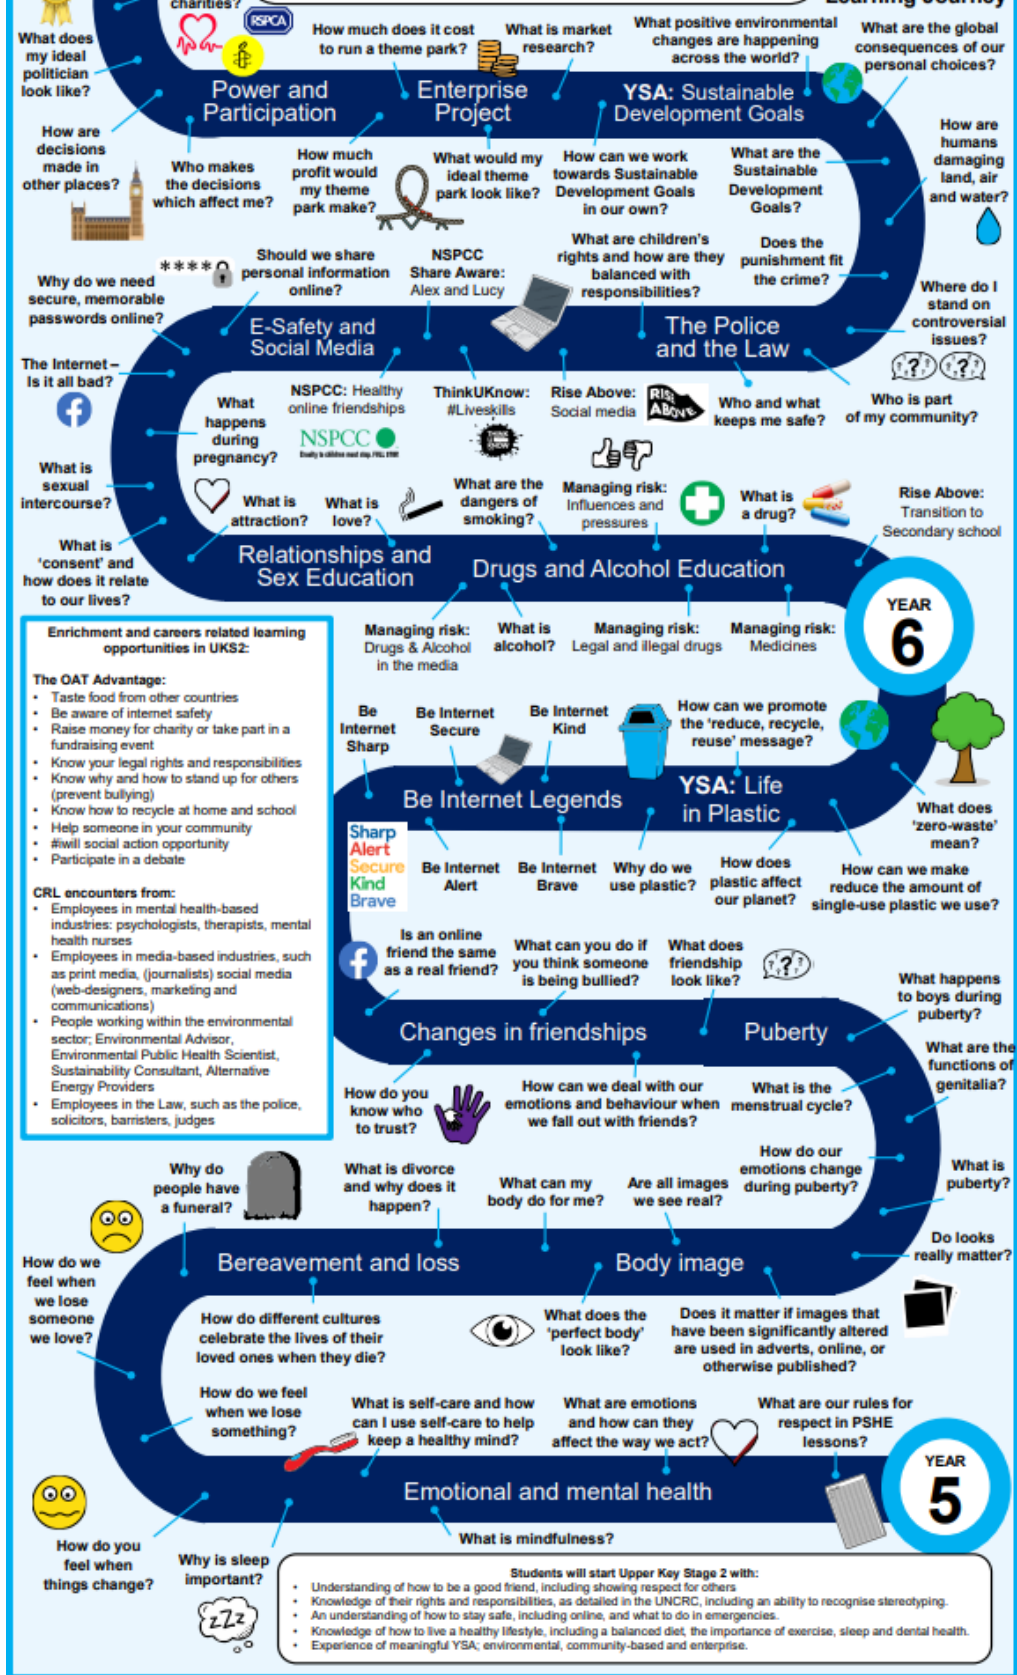 charities?
Learning Journey
RSPCA
What does
my ideal
politician
look like?
How much does it cost
to run a theme park?
What is market
research?
What positive environmental
changes are happening
across the world?
What are the global
consequences of our
personal choices?
Power and
Participation
Enterprise
Project
YSA: Sustainable
Development Goals
How are
decisions
made in
other places?
Who makes
the decisions
which affect me?
How much
profit would
my theme
park make?
What would my
ideal theme
park look like?
How can we work
towards Sustainable
Development Goals
in our own?
What are the
Sustainable
Development
Goals?
How are
humans
damaging
land, air
and water?
Why do we need
secure, memorable
passwords online?
****
Should we share
personal information
online?
NSPCC
Share Aware:
Alex and Lucy
What are children's
rights and how are they
balanced with
responsibilities?
Does the
punishment fit
the crime?
Where do I
stand on
controversial
issues?
E-Safety and
Social Media
The Police
and the Law
The Internet –
Is it all bad?
What
happens
during
pregnancy?
NSPCC: Healthy
online friendships
NSPCC
ThinkUKnow:
#Liveskills
Rise Above:
Social media
RISE
ABOVE
Who and what
keeps me safe?
Who is part
of my community?
What is
sexual
intercourse?
What is
attraction?
What is
love?
What are the
dangers of
smoking?
Managing risk:
Influences and
pressures
What is
a drug?
Rise Above:
Transition to
Secondary school
What is
'consent' and
how does it relate
to our lives?
Relationships and
Sex Education
Drugs and Alcohol Education
YEAR
6
Managing risk:
Drugs & Alcohol
in the media
What is
alcohol?
Managing risk:
Legal and illegal drugs
Managing risk:
Medicines
Enrichment and careers related learning
opportunities in UKS2:
The OAT Advantage:
• Taste food from other countries
• Be aware of internet safety
• Raise money for charity or take part in a
fundraising event
• Know your legal rights and responsibilities
• Know why and how to stand up for others
(prevent bullying)
• Know how to recycle at home and school
• Help someone in your community
• #iwill social action opportunity
• Participate in a debate
CRL encounters from:
• Employees in mental health-based
industries: psychologists, therapists, mental
health nurses
• Employees in media-based industries, such
as print media, (journalists) social media
(web-designers, marketing and
communications)
• People working within the environmental
sector; Environmental Advisor,
Environmental Public Health Scientist,
Sustainability Consultant, Alternative
Energy Providers
• Employees in the Law, such as the police,
solicitors, barristers, judges
Be
Internet
Sharp
Be Internet
Secure
Be Internet
Kind
How can we promote
the 'reduce, recycle,
reuse' message?
Be Internet Legends
YSA: Life
in Plastic
What does
'zero-waste'
mean?
Sharp
Alert
Secure
Kind
Brave
Be Internet
Alert
Be Internet
Brave
Why do we
use plastic?
How does
plastic affect
our planet?
How can we make
reduce the amount of
single-use plastic we use?
Is an online
friend the same
as a real friend?
What can you do if
you think someone
is being bullied?
What does
friendship
look like?
What happens
to boys during
puberty?
Changes in friendships
Puberty
What are the
functions of
genitalia?
How do you
know who
to trust?
How can we deal with our
emotions and behaviour when
we fall out with friends?
What is the
menstrual cycle?
How do our
emotions change
during puberty?
What is
puberty?
Why do
people have
a funeral?
What is divorce
and why does it
happen?
What can my
body do for me?
Are all images
we see real?
Do looks
really matter?
Bereavement and loss
Body image
How do we
feel when
we lose
someone
we love?
How do different cultures
celebrate the lives of their
loved ones when they die?
What does the
'perfect body'
look like?
Does it matter if images that
have been significantly altered
are used in adverts, online, or
otherwise published?
How do we feel
when we lose
something?
What is self-care and how
can I use self-care to help
keep a healthy mind?
What are emotions
and how can they
affect the way we act?
What are our rules for
respect in PSHE
lessons?
Emotional and mental health
YEAR
5
How do you
feel when
things change?
Why is sleep
important?
What is mindfulness?
zZz
Students will start Upper Key Stage 2 with:
• Understanding of how to be a good friend, including showing respect for others
• Knowledge of their rights and responsibilities, as detailed in the UNCRC, including an ability to recognise stereotyping.
• An understanding of how to stay safe, including online, and what to do in emergencies.
• Knowledge of how to live a healthy lifestyle, including a balanced diet, the importance of exercise, sleep and dental health.
• Experience of meaningful YSA; environmental, community-based and enterprise.